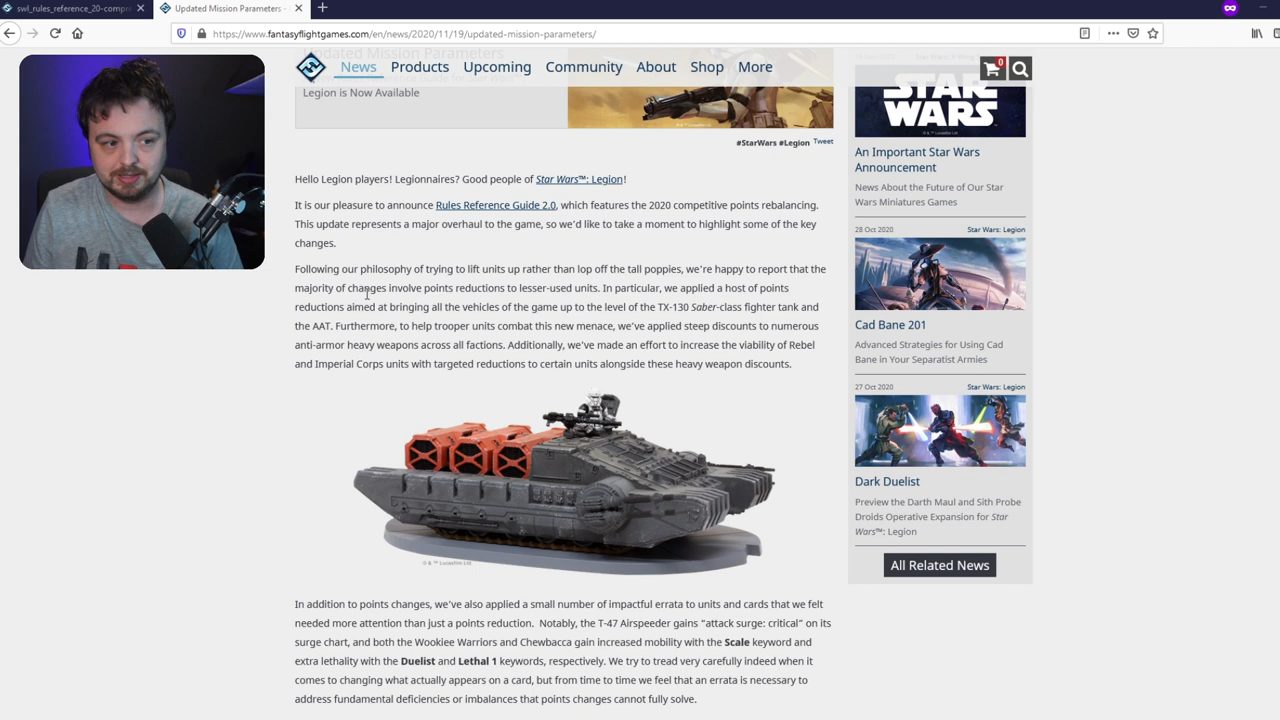 swl_rules_reference_20-compre
Updated Mission Parameters -
https://www.fantasyflightgames.com/en/news/2020/11/19/updated-mission-parameters/
Updated Mission Parameters
News Products Upcoming Community About Shop More
0
Legion is Now Available
#StarWars #Legion Tweet
Hello Legion players! Legionnaires? Good people of Star Wars™: Legion!
It is our pleasure to announce Rules Reference Guide 2.0, which features the 2020 competitive points rebalancing.
This update represents a major overhaul to the game, so we'd like to take a moment to highlight some of the key
changes.
Following our philosophy of trying to lift units up rather than lop off the tall poppies, we're happy to report that the
majority of changes involve points reductions to lesser-used units. In particular, we applied a host of points
reductions aimed at bringing all the vehicles of the game up to the level of the TX-130 Saber-class fighter tank and
the AAT. Furthermore, to help trooper units combat this new menace, we've applied steep discounts to numerous
anti-armor heavy weapons across all factions. Additionally, we've made an effort to increase the viability of Rebel
and Imperial Corps units with targeted reductions to certain units alongside these heavy weapon discounts.
© & ™ Lucasfilm Ltd
In addition to points changes, we've also applied a small number of impactful errata to units and cards that we felt
needed more attention than just a points reduction. Notably, the T-47 Airspeeder gains “attack surge: critical” on its
surge chart, and both the Wookiee Warriors and Chewbacca gain increased mobility with the Scale keyword and
extra lethality with the Duelist and Lethal 1 keywords, respectively. We try to tread very carefully indeed when it
comes to changing what actually appears on a card, but from time to time we feel that an errata is necessary to
address fundamental deficiencies or imbalances that points changes cannot fully solve.
STAR
WARS
An Important Star Wars
Announcement
News About the Future of Our Star
Wars Miniatures Games
28 Oct 2020 Star Wars: Legion
Cad Bane 201
Advanced Strategies for Using Cad
Bane in Your Separatist Armies
27 Oct 2020 Star Wars: Legion
Dark Duelist
Preview the Darth Maul and Sith Probe
Droids Operative Expansion for Star
Wars™: Legion
All Related News